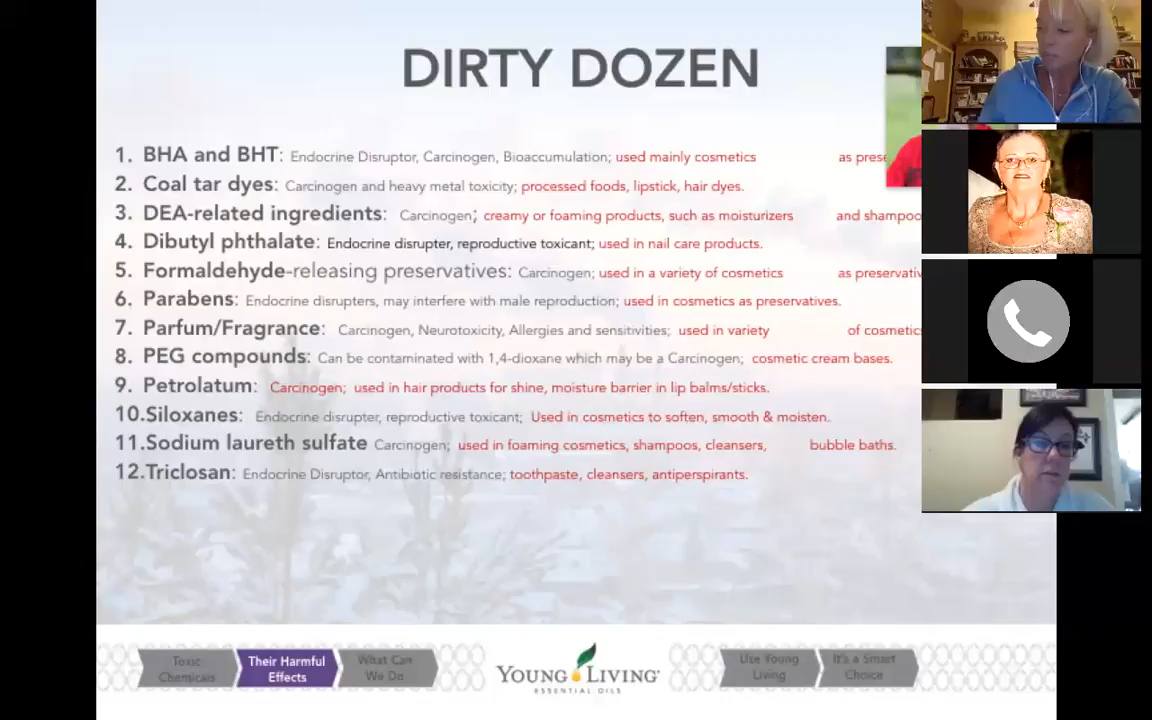 DIRTY DOZEN
1. BHA and BHT: Endocrine Disruptor, Carcinogen, Bioaccumulation; used mainly cosmetics as
2. Coal tar dyes: Carcinogen and heavy metal toxicity; processed foods, lipstick, hair dyes.
3. DEA-related ingredients: Carcinogen; creamy or foaming products, such as moisturizers and
4. Dibutyl phthalate: Endocrine disrupter, reproductive toxicant; used in nail care products.
5. Formaldehyde-releasing preservatives: Carcinogen; used in a variety of cosmetics as
6. Parabens: Endocrine disrupters, may interfere with male reproduction; used in cosmetics as preservatives.
7. Parfum/Fragrance: Carcinogen, Neurotoxicity, Allergies and sensitivities; used in variety of
8. PEG compounds: Can be contaminated with 1,4-dioxane which may be a Carcinogen; cosmetic cream bases.
9. Petrolatum: Carcinogen; used in hair products for shine, moisture barrier in lip balms/sticks.
10.Siloxanes: Endocrine disrupter, reproductive toxicant; Used in cosmetics to soften, smooth & moisten.
11.Sodium laureth sulfate Carcinogen; used in foaming cosmetics, shampoos, cleansers, bubble baths.
12.Triclosan: Endocrine Disruptor, Antibiotic resistance; toothpaste, cleansers, antiperspirants.
Toxic
Chemicals
Their Harmful
Effects
What Can
We Do
YOUNG LIVING
ESSENTIAL OILS
Use Young
Living
It's a Smart
Choice